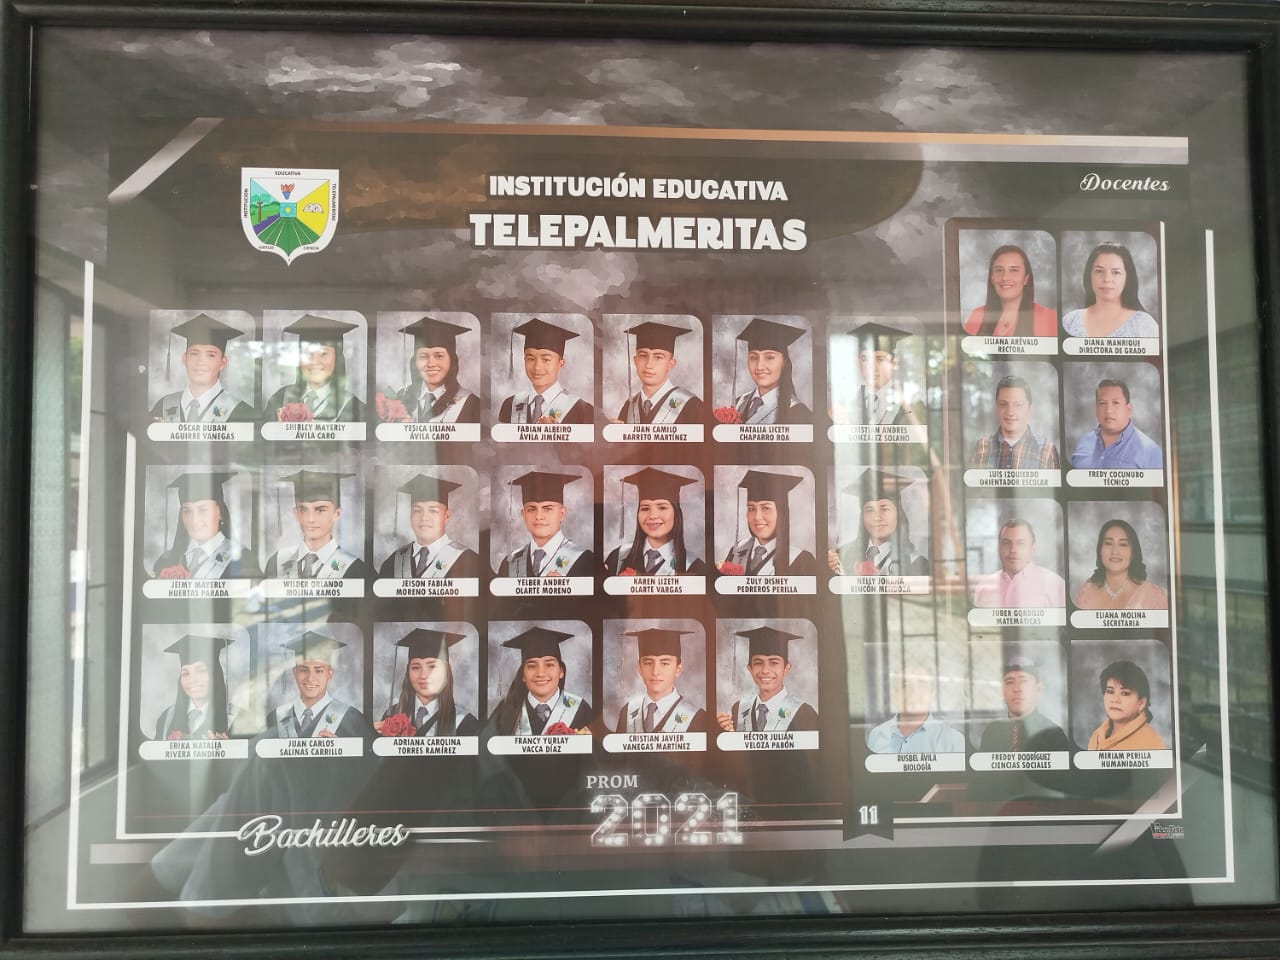 EDUCATIVA
INSTITUCIÓN
TELEPALMERITAS
VIRTUD
CIENCIA
INSTITUCIÓN EDUCATIVA
TELEPALMERITAS
Docentes
LILIANA ARÉVALO
RECTORA
DIANA MANRIQUE
DIRECTORA DE GRADO
OSCAR DUBAN
AGUIRRE VANEGAS
SHIRLEY MAYERLY
ÁVILA CARO
YESICA LILIANA
ÁVILA CARO
FABIAN ALBEIRO
ÁVILA JIMÉNEZ
JUAN CAMILO
BARRETO MARTÍNEZ
NATALIA LICETH
CHAPARRO ROA
CRISTIAN ANDRES
GONZÁLEZ SOLANO
LUIS IZQUIERDO
ORIENTADOR ESCOLAR
FREDY COCUNUBO
TÉCNICO
JEIMY MAYERLY
HUERTAS PARADA
WILDER ORLANDO
MOLINA RAMOS
JEISON FABIÁN
MORENO SALGADO
YELBER ANDREY
OLARTE MORENO
KAREN LIZETH
OLARTE VARGAS
ZULY DISNEY
PEDREROS PERILLA
NELLY JOHANA
RINCÓN MENDOZA
JUBER GORDILLO
MATEMÁTICAS
ELIANA MOLINA
SECRETARIA
ERIKA NATALIA
RIVERA FANDIÑO
JUAN CARLOS
SALINAS CARRILLO
ADRIANA CAROLINA
TORRES RAMÍREZ
FRANCY YURLAY
VACCA DÍAZ
CRISTIAN JAVIER
VANEGAS MARTÍNEZ
HÉCTOR JULIÁN
VELOZA PABÓN
RUSBEL ÁVILA
BIOLOGÍA
FREDDY RODRÍGUEZ
CIENCIAS SOCIALES
MIRIAM PERILLA
HUMANIDADES
PROM
2021
11
Bachilleres